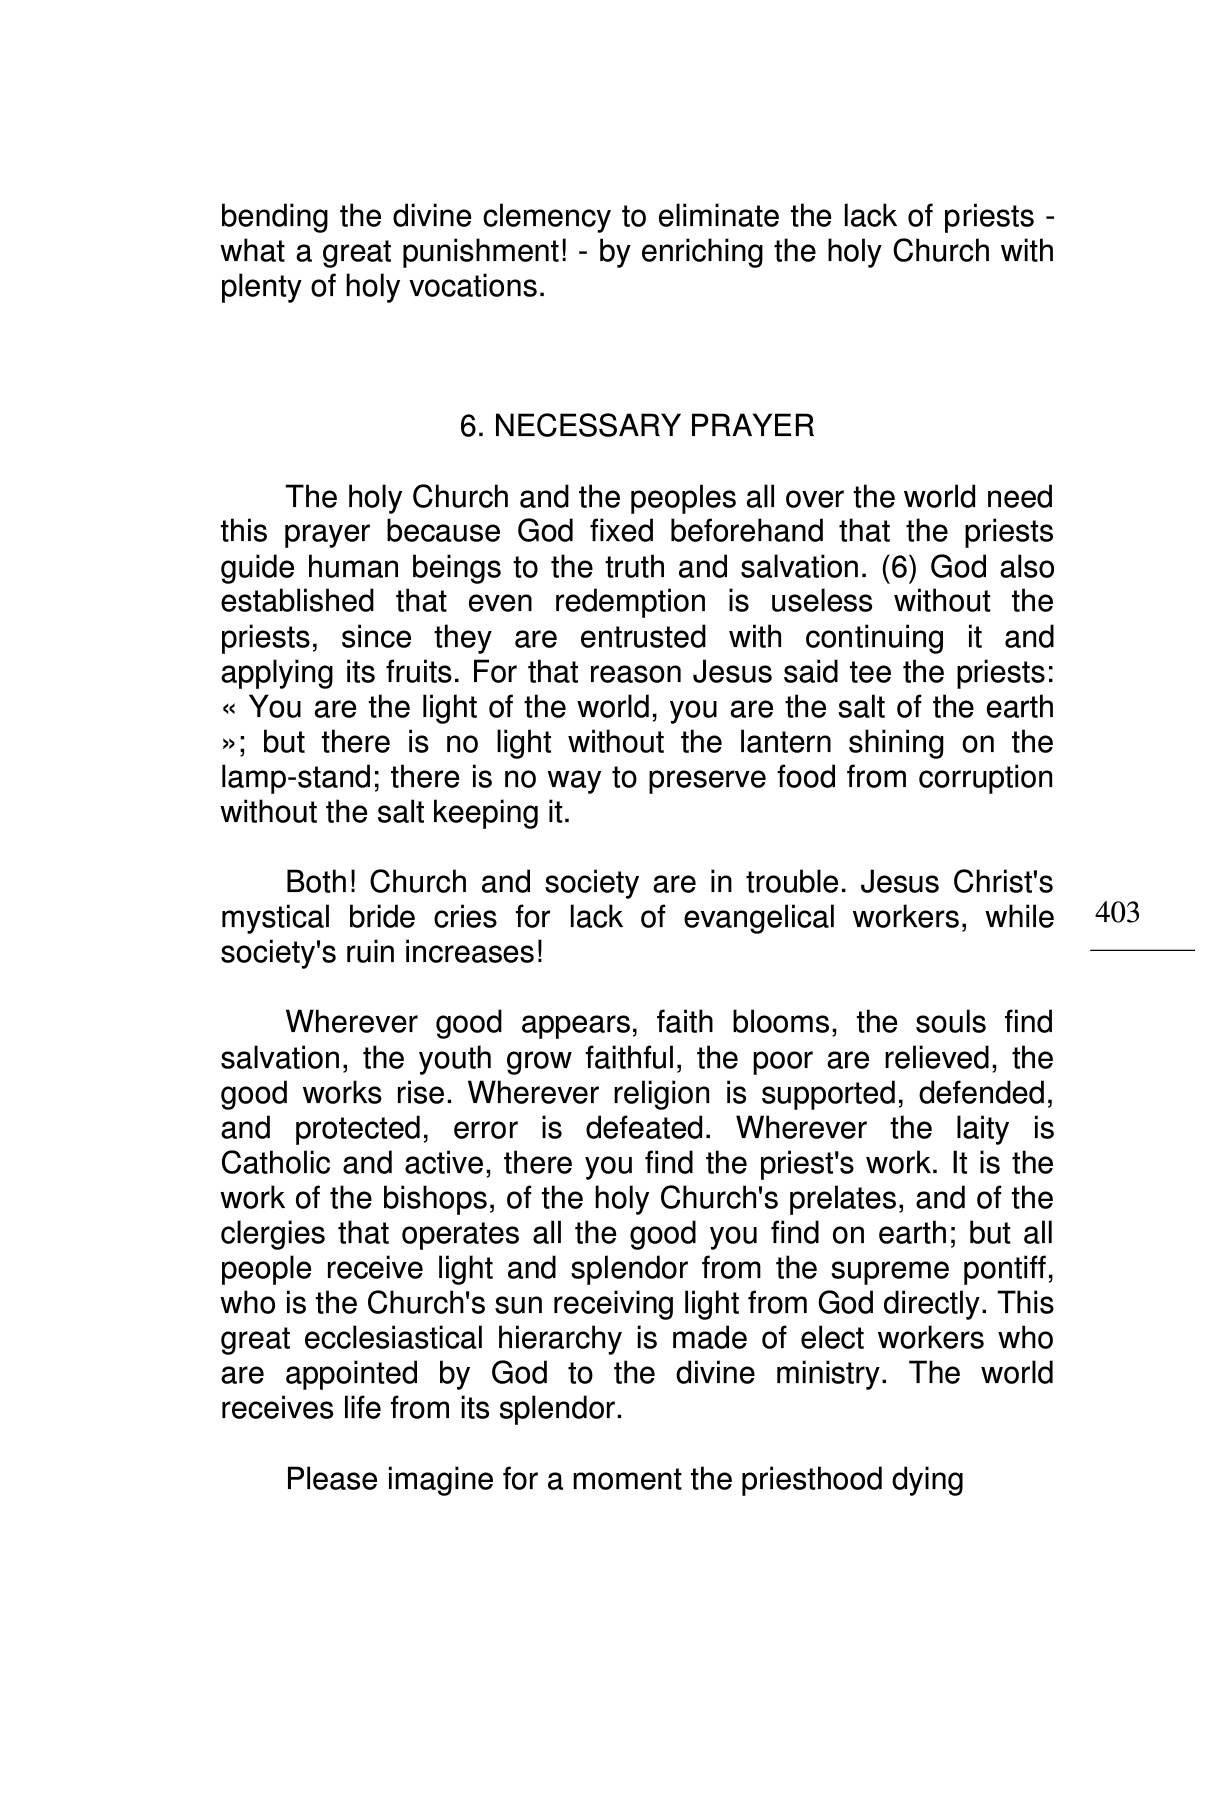 bending the divine clemency to eliminate the lack of priests -
what a great punishment! - by enriching the holy Church with
plenty of holy vocations.
6. NECESSARY PRAYER
The holy Church and the peoples all over the world need
this prayer because God fixed beforehand that the priests
guide human beings to the truth and salvation. (6) God also
established that even redemption is useless without the
priests, since they are entrusted with continuing it and
applying its fruits. For that reason Jesus said tee the priests:
« You are the light of the world, you are the salt of the earth
»; but there is no light without the lantern shining on the
lamp-stand; there is no way to preserve food from corruption
without the salt keeping it.
Both! Church and society are in trouble. Jesus Christ's
mystical bride cries for lack of evangelical workers, while
society's ruin increases!
403
Wherever good appears, faith blooms, the souls find
salvation, the youth grow faithful, the poor are relieved, the
good works rise. Wherever religion is supported, defended,
and protected, error is defeated. Wherever the laity is
Catholic and active, there you find the priest's work. It is the
work of the bishops, of the holy Church's prelates, and of the
clergies that operates all the good you find on earth; but all
people receive light and splendor from the supreme pontiff,
who is the Church's sun receiving light from God directly. This
great ecclesiastical hierarchy is made of elect workers who
are appointed by God to the divine ministry. The world
receives life from its splendor.
Please imagine for a moment the priesthood dying